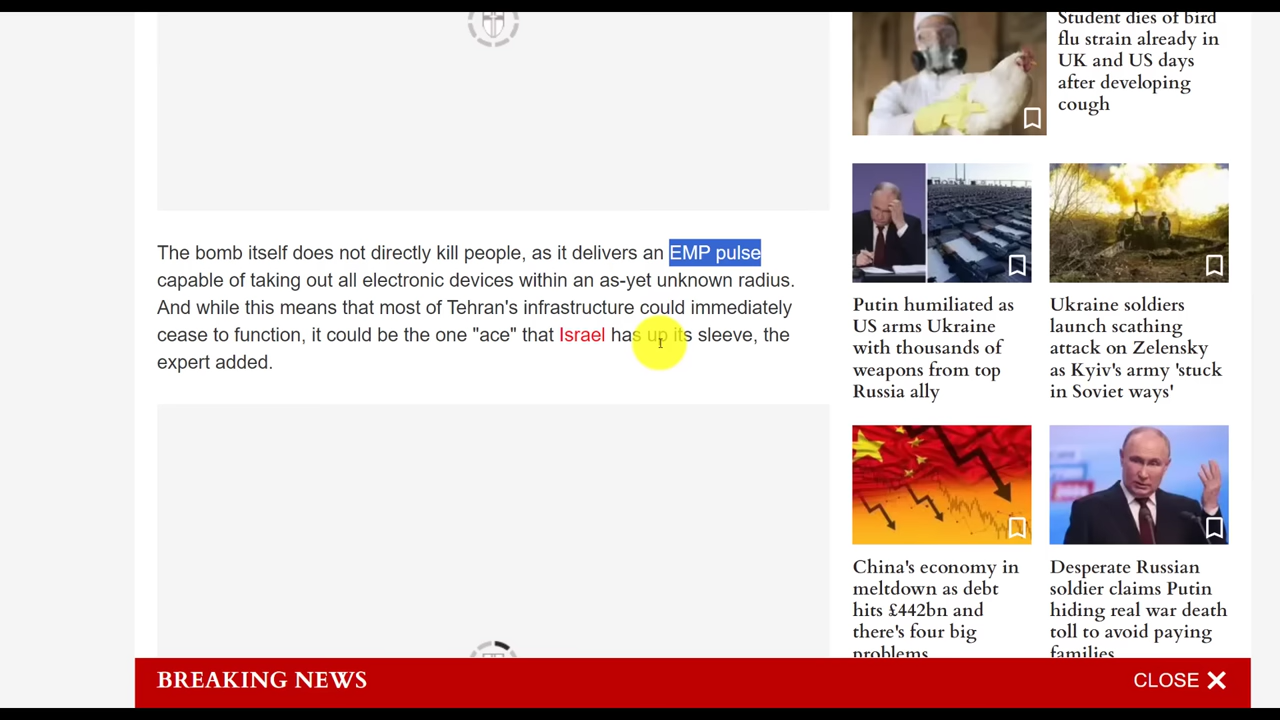 The bomb itself does not directly kill people, as it delivers an EMP pulse
capable of taking out all electronic devices within an as-yet unknown radius.
And while this means that most of Tehran's infrastructure could immediately
cease to function, it could be the one "ace" that Israel has up its sleeve, the
expert added.
Student dies of bird
flu strain already in
UK and US days
after developing
cough
Putin humiliated as
US arms Ukraine
with thousands of
weapons from top
Russia ally
Ukraine soldiers
launch scathing
attack on Zelensky
as Kyiv's army 'stuck
in Soviet ways'
China's economy in
meltdown as debt
hits £442bn and
there's four big
problems
Desperate Russian
soldier claims Putin
hiding real war death
toll to avoid paying
families
BREAKING NEWS
CLOSE